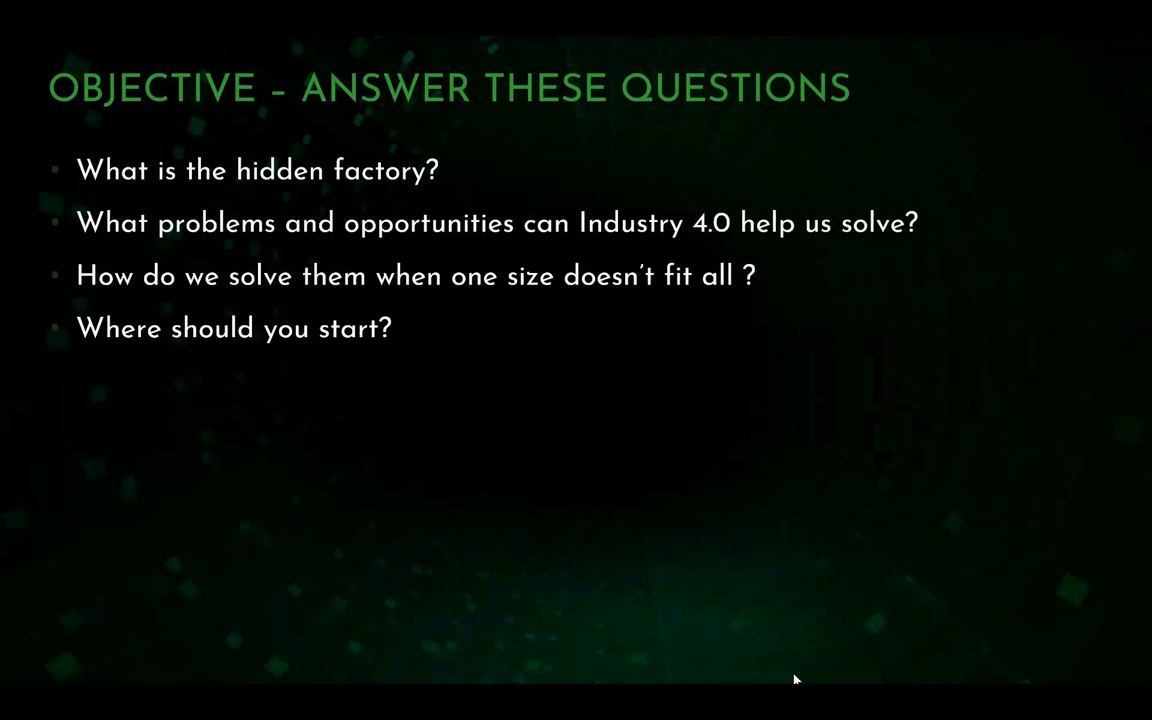 OBJECTIVE – ANSWER THESE QUESTIONS
• What is the hidden factory?
• What problems and opportunities can Industry 4.0 help us solve?
• How do we solve them when one size doesn't fit all ?
• Where should you start?